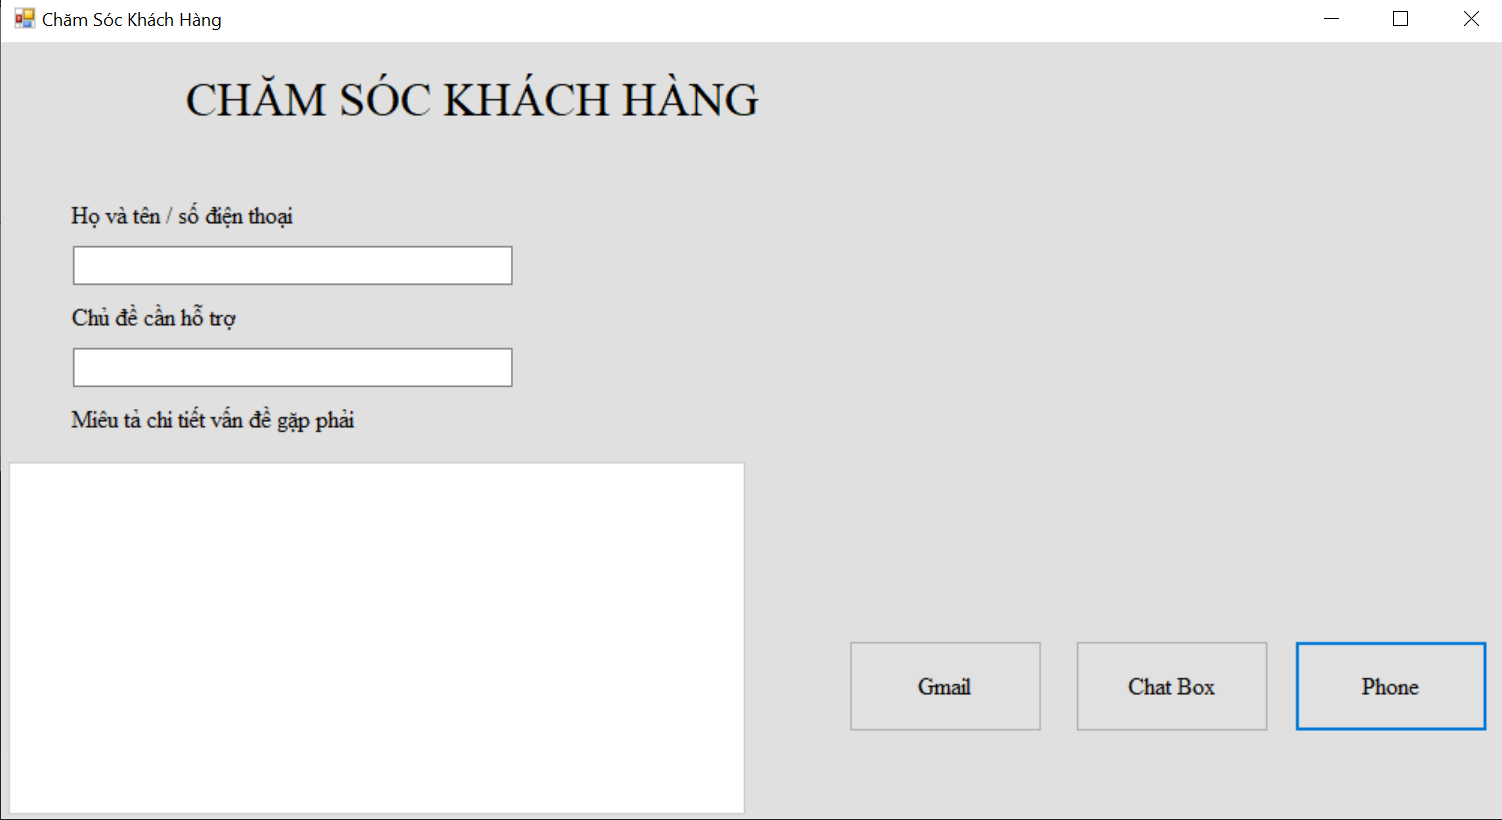 Chăm Sóc Khách Hàng
CHĂM SÓC KHÁCH HÀNG
Họ và tên / số điện thoại
Chủ đề cần hỗ trợ
Miêu tả chi tiết vấn đề gặp phải
Gmail
Chat Box
Phone